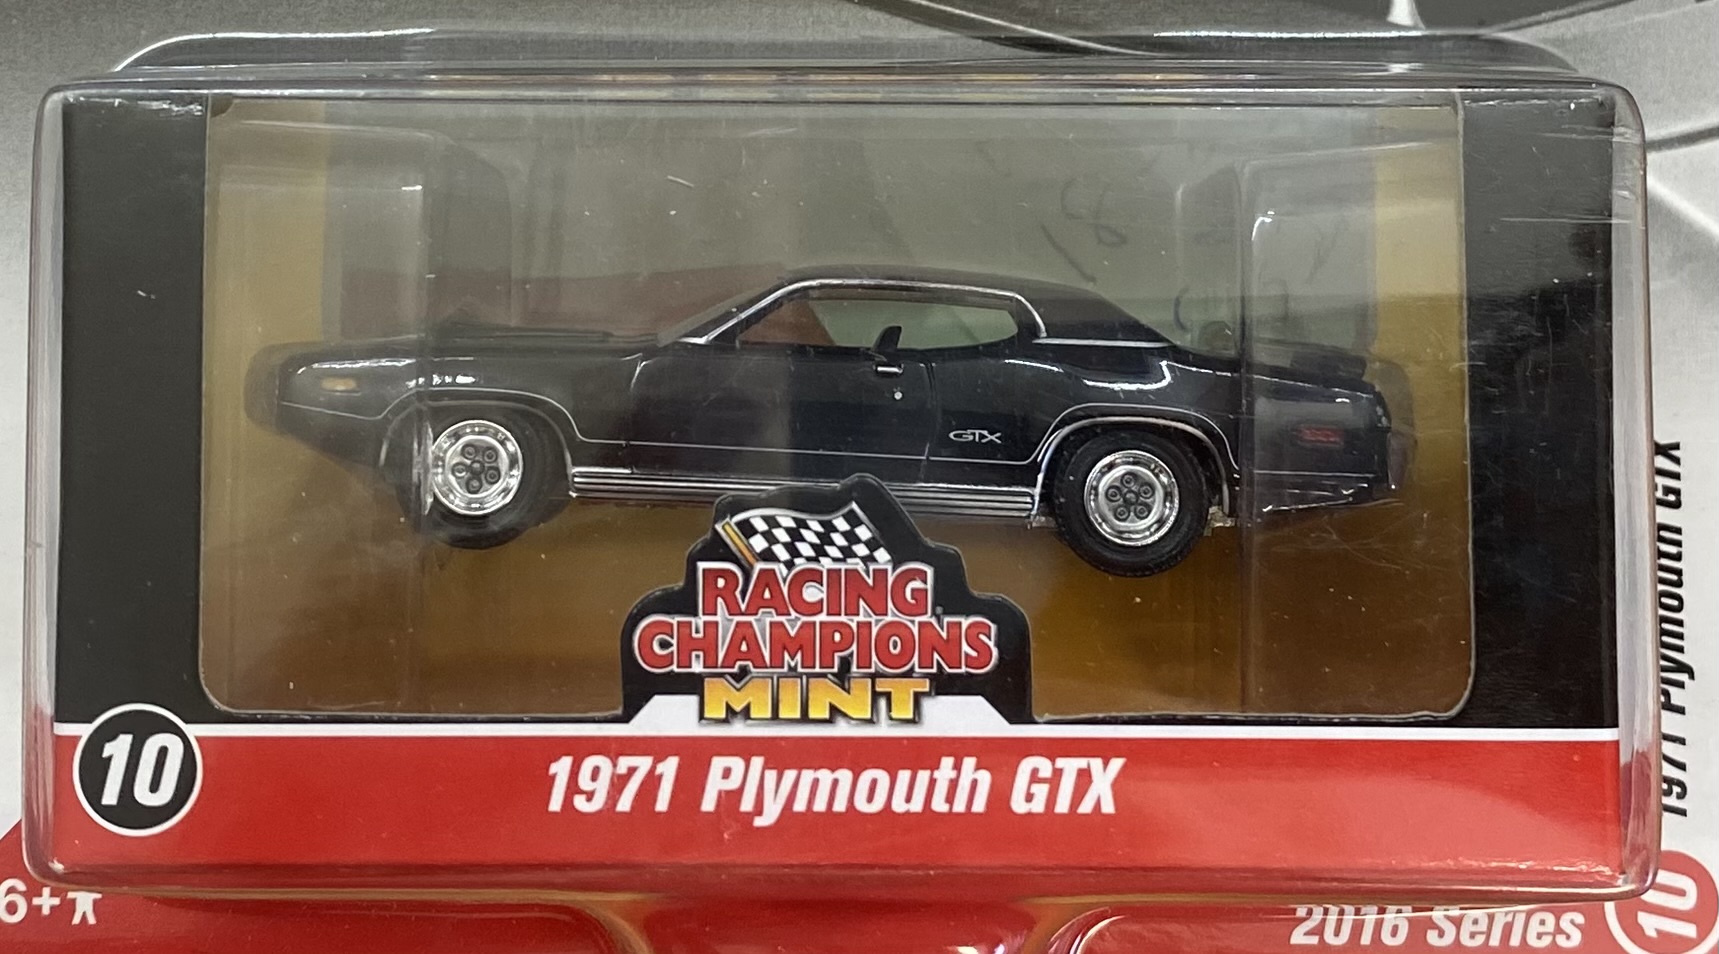 GTX
RACING
CHAMPIONS
MINT
10
1971 Plymouth GTX
1971 Plymouth GTX
6+
2016 Series
10